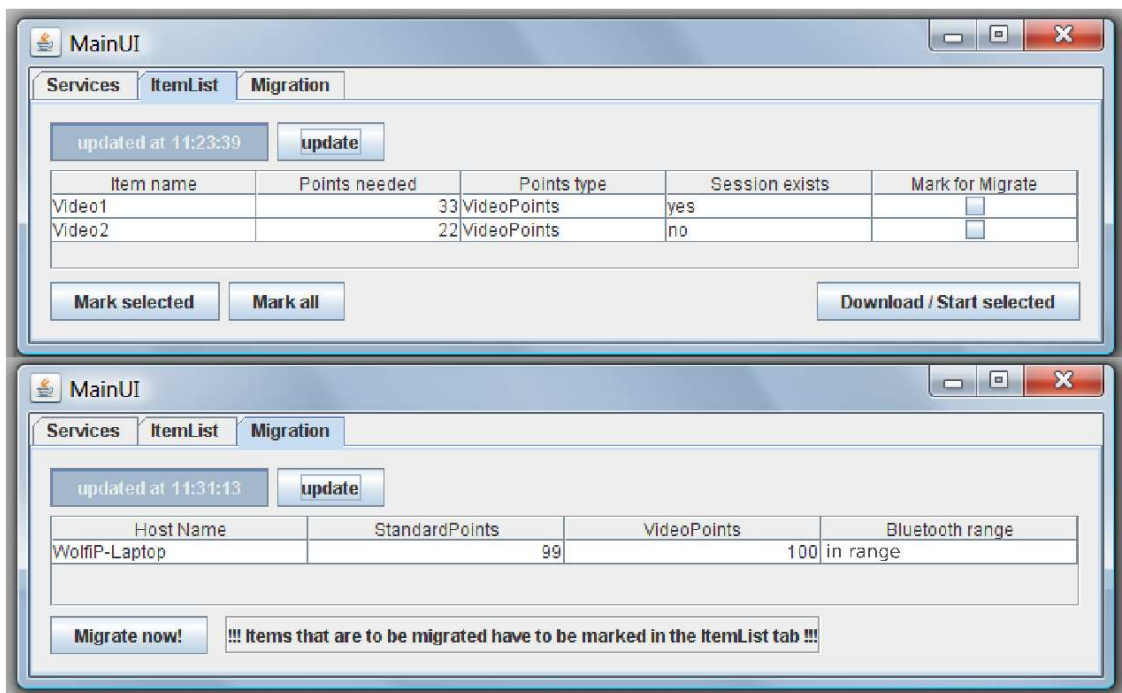 MainUI
Services ItemList Migration
updated at 11:23:39 update
Item name Points needed Points type Session exists Mark for Migrate
Video1 33 VideoPoints yes
Video2 22 VideoPoints no
Mark selected Mark all Download / Start selected
MainUI
Services ItemList Migration
updated at 11:31:13 update
Host Name StandardPoints VideoPoints Bluetooth range
WolfiP-Laptop 99 100 in range
Migrate now! !!! Items that are to be migrated have to be marked in the ItemList tab !!!